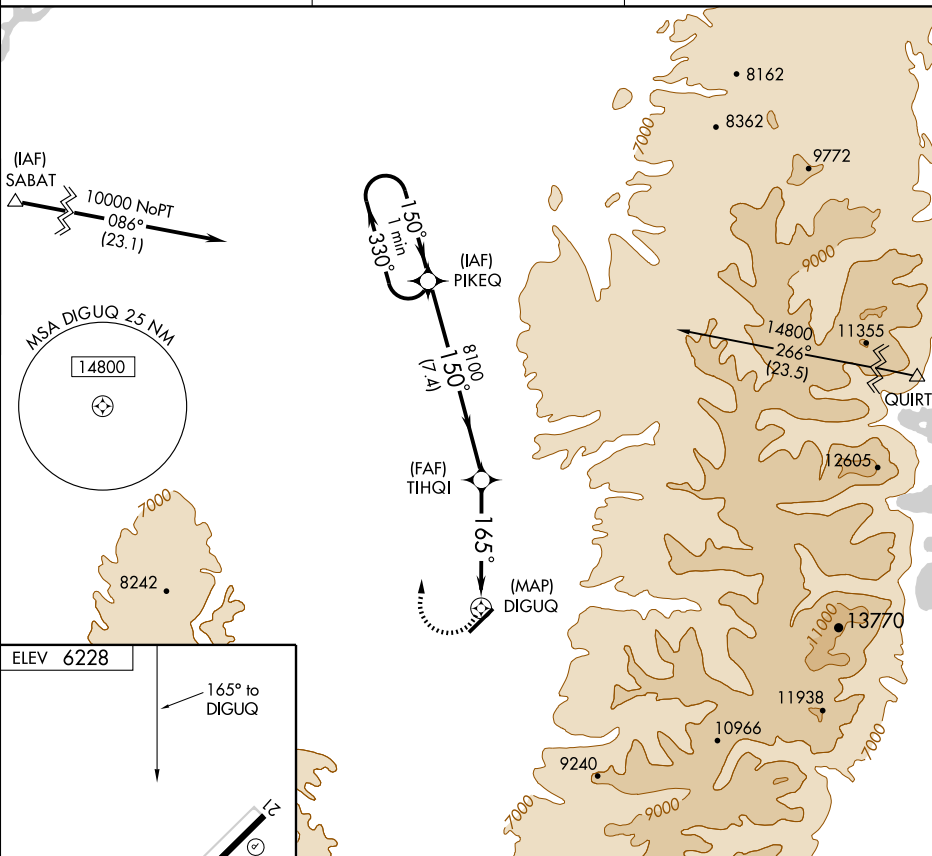 8162
8362
7000
9772
(IAF)
SABAT
10000 NoPT
086°
(23.1)
150°
1 min
330°
(IAF)
PIKEQ
9000
MSA DIGUQ 25 NM
14800
8100
150°
(7.4)
14800
266°
(23.5)
11355
QUIRT
(FAF)
TIHQI
12605
7000
165°
8242
(MAP)
DIGUQ
13770
11000
ELEV 6228
165° to
DIGUQ
11938
10966
7000
9240
9000
7000
21
P